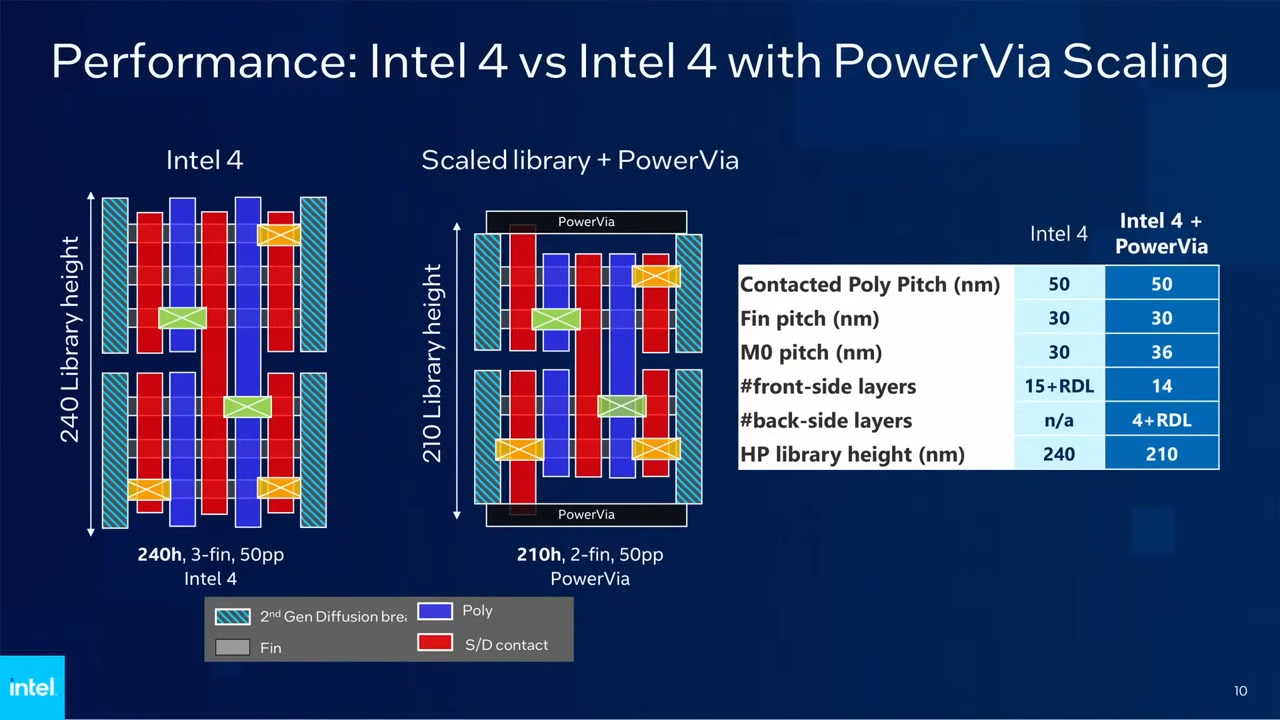 Performance: Intel 4 vs Intel 4 with PowerVia Scaling
Intel 4
240 Library height
240h, 3-fin, 50pp
Intel 4
Scaled library + PowerVia
210 Library height
PowerVia
PowerVia
210h, 2-fin, 50pp
PowerVia
Intel 4 Intel 4 + PowerVia
Contacted Poly Pitch (nm) 50 50
Fin pitch (nm) 30 30
M0 pitch (nm) 30 36
#front-side layers 15+RDL 14
#back-side layers n/a 4+RDL
HP library height (nm) 240 210
2nd Gen Diffusion brea
Poly
Fin
S/D contact
intel.
10